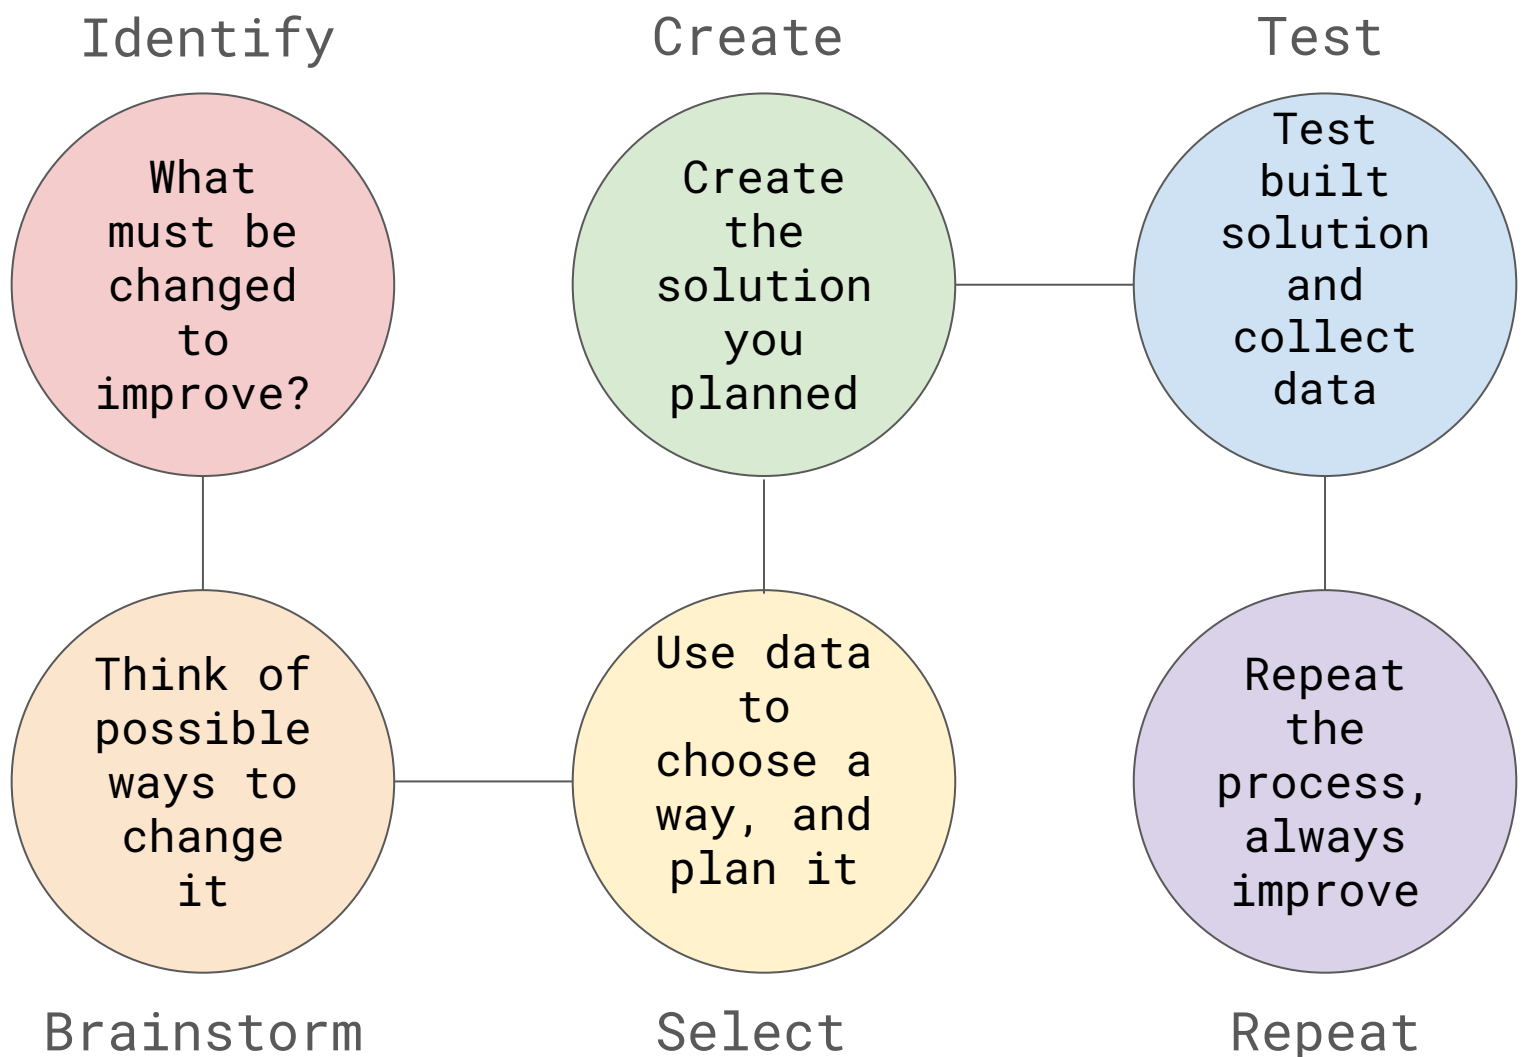 Identify
What
must be
changed
to
improve?
Think of
possible
ways to
change
it
Brainstorm
Create
Create
the
solution
you
planned
Use data
to
choose a
way, and
plan it
Select
Test
Test
built
solution
and
collect
data
Repeat
the
process,
always
improve
Repeat